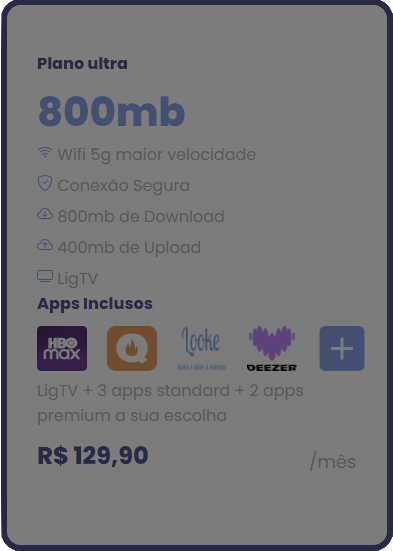 Plano ultra
800mb
Wifi 5g maior velocidade
Conexão Segura
800mb de Download
400mb de Upload
LigTV
Apps Inclusos
HBO max Looke DEEZER
LigTV + 3 apps standard + 2 apps
premium a sua escolha
R$ 129,90 /mês